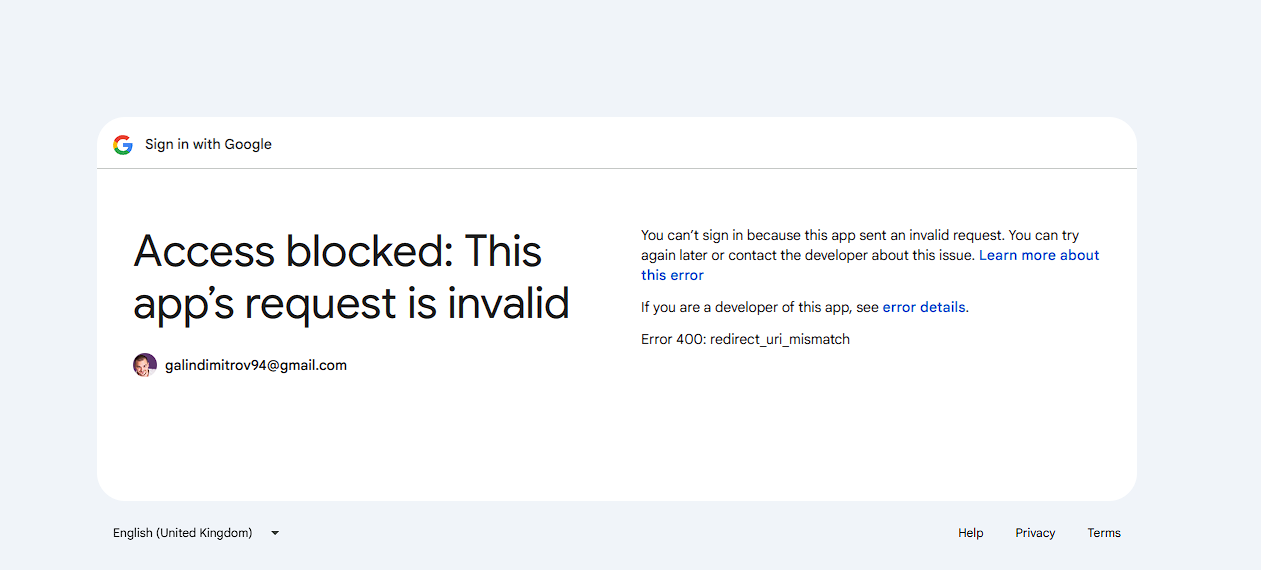 Sign in with Google
Access blocked: This
app’s request is invalid
galindimitrov94@gmail.com
You can’t sign in because this app sent an invalid request. You can try
again later or contact the developer about this issue. Learn more about
this error
If you are a developer of this app, see error details.
Error 400: redirect_uri_mismatch
English (United Kingdom)
Help
Privacy
Terms